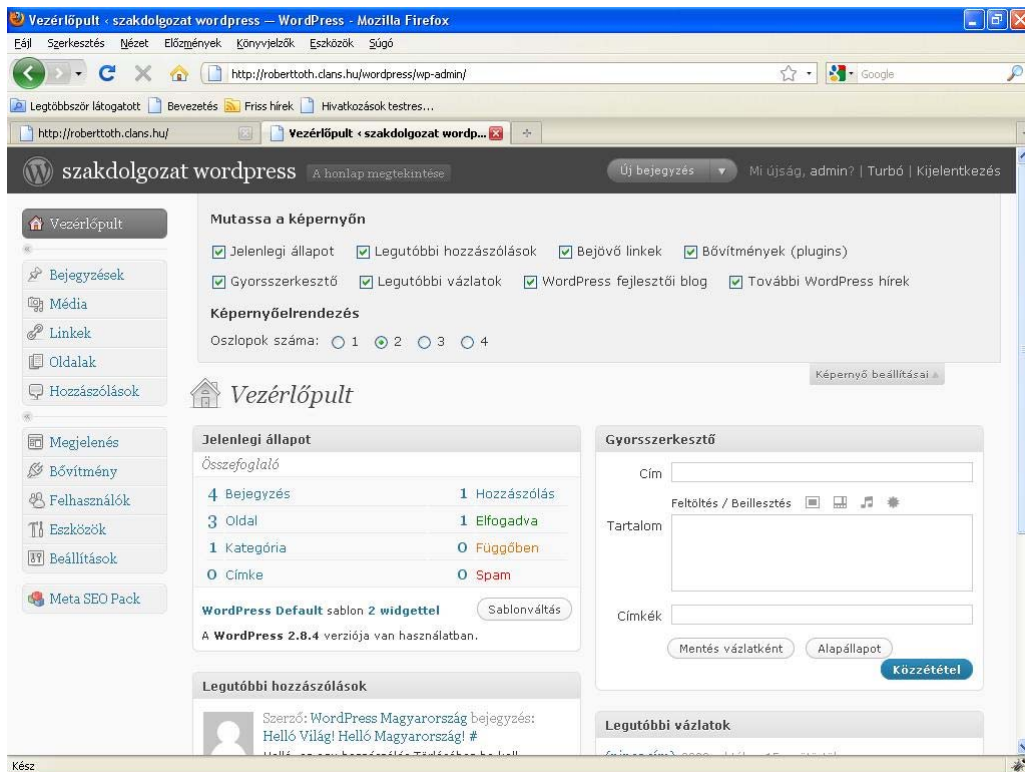 Vezérlőpult ‹ szakdolgozat wordpress — WordPress - Mozilla Firefox
Fájl Szerkesztés Nézet Előzmények Könyvjelzők Eszközök Súgó
http://roberttoth.clans.hu/wordpress/wp-admin/ Google
Legtöbbször látogatott Bevezetés Friss hírek Hivatkozások testres...
http://roberttoth.clans.hu/ Vezérlőpult ‹ szakdolgozat wordp...
szakdolgozat wordpress A honlap megtekintése Új bejegyzés Mi újság, admin? | Turbó | Kijelentkezés
Vezérlőpult
Bejegyzések
Média
Linkek
Oldalak
Hozzászólások
Megjelenés
Bővítmény
Felhasználók
Eszközök
Beállítások
Meta SEO Pack
Mutassa a képernyőn
Jelenlegi állapot Legutóbbi hozzászólások Bejövő linkek Bővítmények (plugins)
Gyorsszerkesztő Legutóbbi vázlatok WordPress fejlesztői blog További WordPress hírek
Képernyőelrendezés
Oszlopok száma: 1 2 3 4
Képernyő beállításai
Vezérlőpult
Jelenlegi állapot
Összefoglaló
4 Bejegyzés 1 Hozzászólás
3 Oldal 1 Elfogadva
1 Kategória 0 Függőben
0 Címke 0 Spam
WordPress Default sablon 2 widgettel Sablonváltás
A WordPress 2.8.4 verziója van használatban.
Legutóbbi hozzászólások
Szerző: WordPress Magyarország bejegyzés:
Helló Világ! Helló Magyarország! #
Gyorsszerkesztő
Cím
Feltöltés / Beillesztés
Tartalom
Címkék
Mentés vázlatként Alapállapot
Közzététel
Legutóbbi vázlatok
Kész